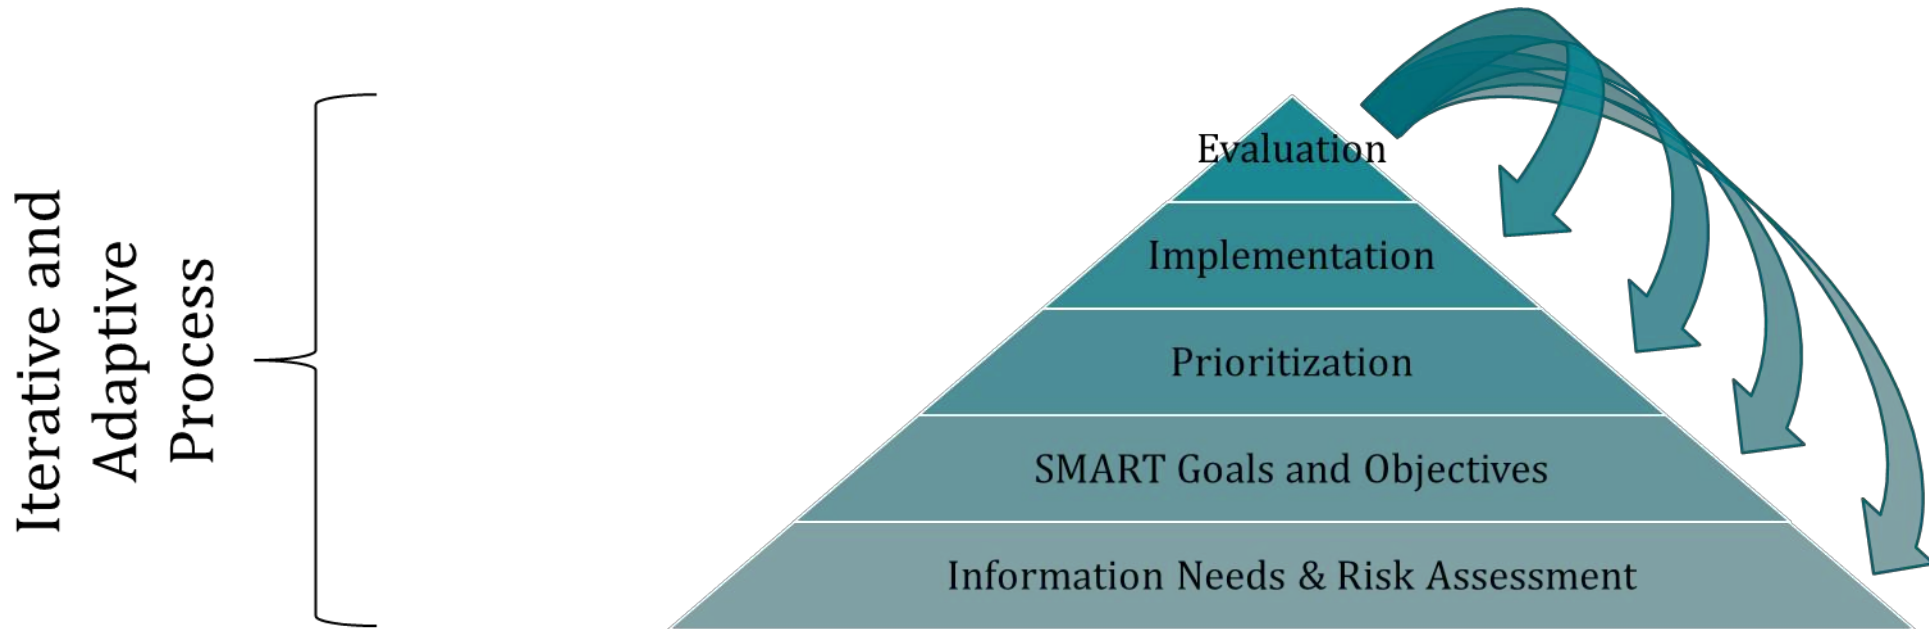 Iterative and
Adaptive
Process
Evaluation
Implementation
Prioritization
SMART Goals and Objectives
Information Needs & Risk Assessment